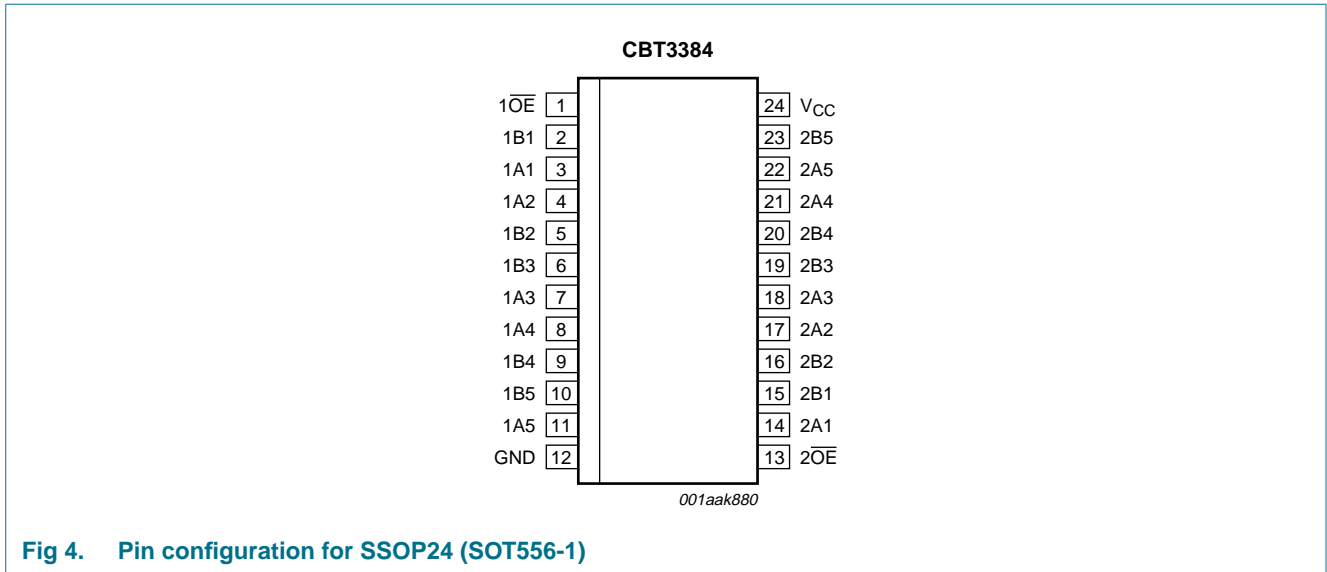 CBT3384
1O̅E̅ 1
24 VCC
1B1 2
23 2B5
1A1 3
22 2A5
1A2 4
21 2A4
1B2 5
20 2B4
1B3 6
19 2B3
1A3 7
18 2A3
1A4 8
17 2A2
1B4 9
16 2B2
1B5 10
15 2B1
1A5 11
14 2A1
GND 12
13 2O̅E̅
001aak880
Fig 4. Pin configuration for SSOP24 (SOT556-1)